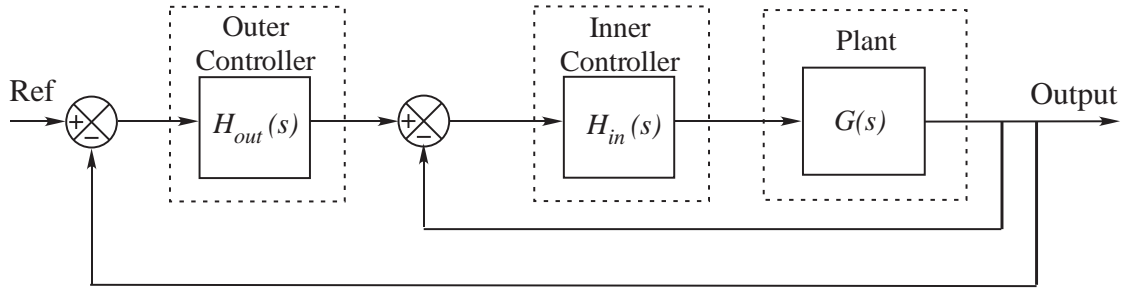 Outer
Controller
Inner
Controller
Plant
Ref
+
−
H_out(s)
+
−
H_in(s)
G(s)
Output